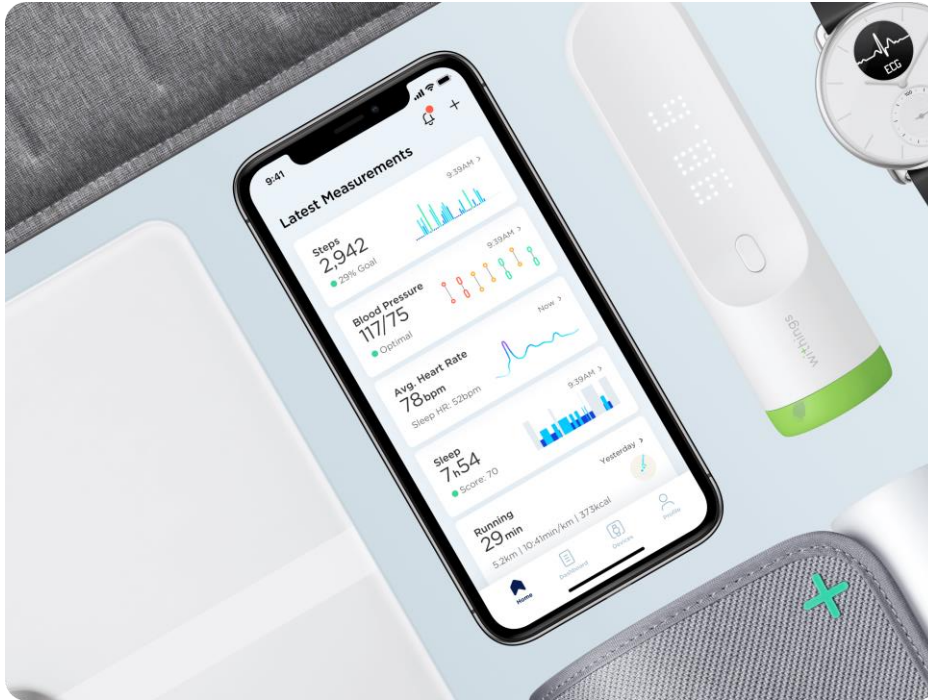 9:41
Latest Measurements
Steps
2,942
29% Goal
9:39AM >
Blood Pressure
117/75
Optimal
9:39AM >
Avg. Heart Rate
78bpm
Sleep HR: 52bpm
Now >
Sleep
7h54
Score: 70
9:39AM >
Running
29 min
5.2km | 10:41min/km | 373kcal
Yesterday >
Home
Dashboard
Devices
Profile
Withings
ECG
100